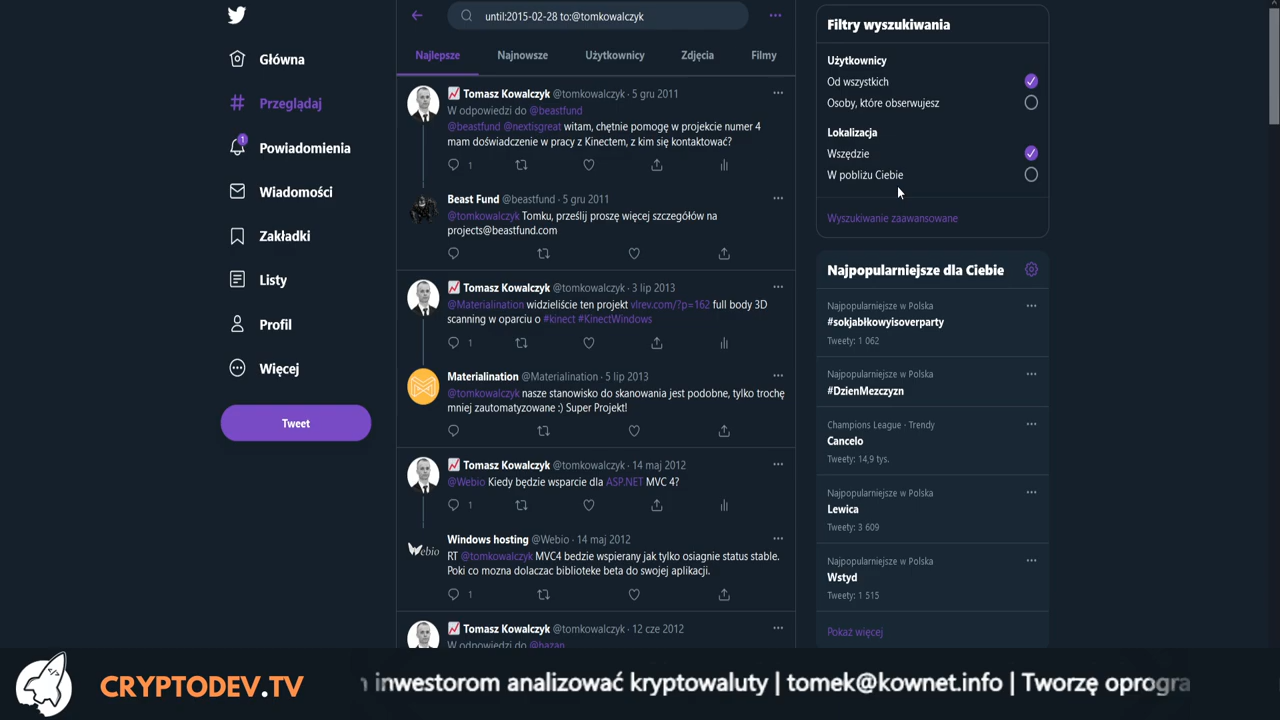 Główna
Przeglądaj
1
Powiadomienia
Wiadomości
Zakładki
Listy
Profil
Więcej
Tweet
until:2015-02-28 to:@tomkowalczyk
Najlepsze
Najnowsze
Użytkownicy
Zdjęcia
Filmy
Tomasz Kowalczyk @tomkowalczyk · 5 gru 2011
W odpowiedzi do @beastfund
@beastfund @nextisgreat witam, chętnie pomogę w projekcie numer 4
mam doświadczenie w pracy z Kinectem, z kim się kontaktować?
1
Beast Fund @beastfund · 5 gru 2011
@tomkowalczyk Tomku, prześlij proszę więcej szczegółów na
projects@beastfund.com
Tomasz Kowalczyk @tomkowalczyk · 3 lip 2013
@Materialination widzieliście ten projekt vlrev.com/?p=162 full body 3D
scanning w oparciu o #kinect #KinectWindows
1
Materialination @Materialination · 5 lip 2013
@tomkowalczyk nasze stanowisko do skanowania jest podobne, tylko trochę
mniej zautomatyzowane :) Super Projekt!
Tomasz Kowalczyk @tomkowalczyk · 14 maj 2012
@Webio Kiedy będzie wsparcie dla ASP.NET MVC 4?
1
Windows hosting @Webio · 14 maj 2012
Webio
RT @tomkowalczyk MVC4 bedzie wspierany jak tylko osiagnie status stable.
Poki co mozna dolaczac biblioteke beta do swojej aplikacji.
1
Tomasz Kowalczyk @tomkowalczyk · 12 cze 2012
W odpowiedzi do @bazan
Filtry wyszukiwania
Użytkownicy
Od wszystkich
Osoby, które obserwujesz
Lokalizacja
Wszędzie
W pobliżu Ciebie
Wyszukiwanie zaawansowane
Najpopularniejsze dla Ciebie
Najpopularniejsze w Polska
#sokjabłkowyisoverparty
Tweety: 1 062
Najpopularniejsze w Polska
#DzienMezczyzn
Champions League · Trendy
Cancelo
Tweety: 14,9 tys.
Najpopularniejsze w Polska
Lewica
Tweety: 3 609
Najpopularniejsze w Polska
Wstyd
Tweety: 1 515
Pokaż więcej
CRYPTODEV.TV
inwestorom analizować kryptowaluty | tomek@kownet.info | Tworzę oprogra